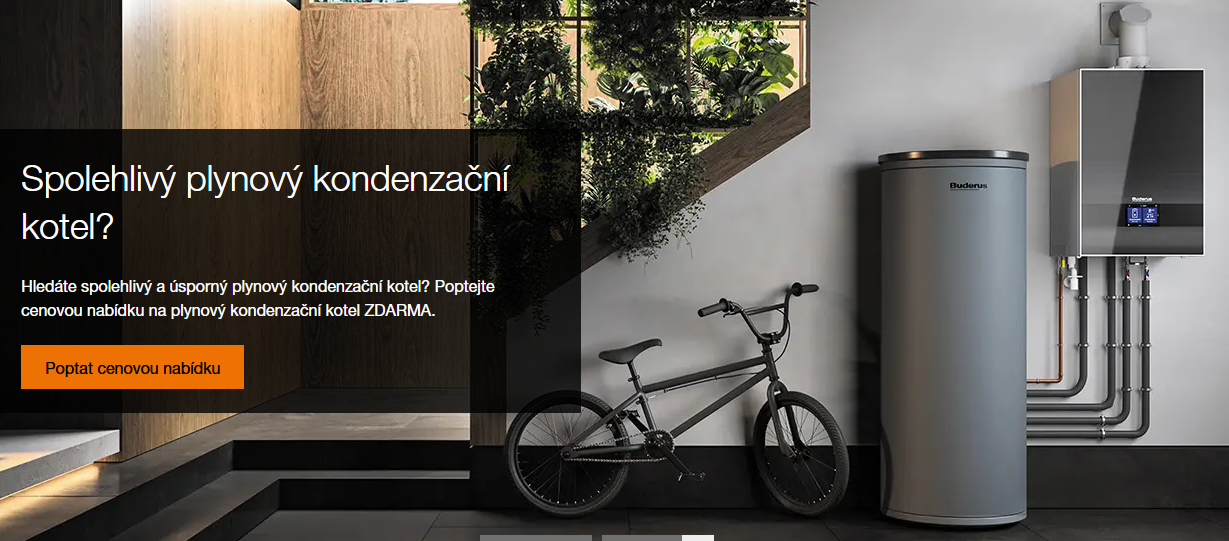 Spolehlivý plynový kondenzační
kotel?
Hledáte spolehlivý a úsporný plynový kondenzační kotel? Poptejte
cenovou nabídku na plynový kondenzační kotel ZDARMA.
Poptat cenovou nabídku
Buderus
Buderus